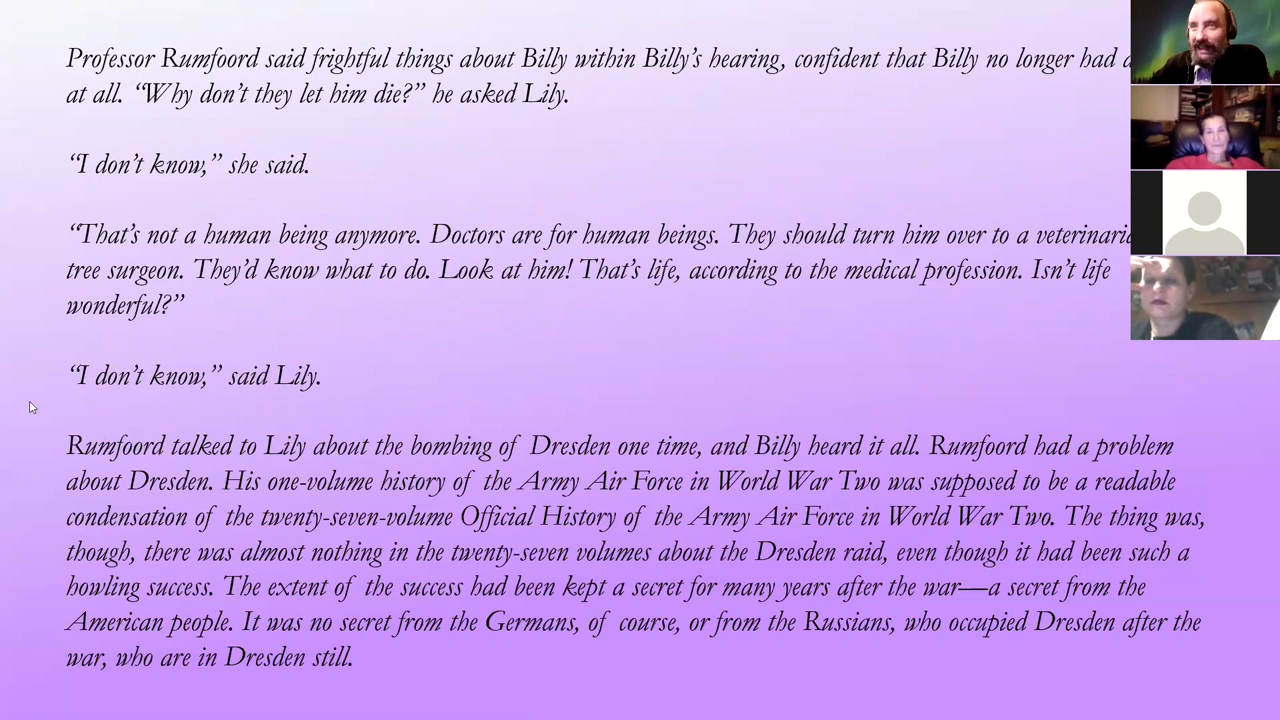 Professor Rumfoord said frightful things about Billy within Billy’s hearing, confident that Billy no longer had
at all. “Why don’t they let him die?” he asked Lily.
“I don’t know,” she said.
“That’s not a human being anymore. Doctors are for human beings. They should turn him over to a
tree surgeon. They’d know what to do. Look at him! That’s life, according to the medical profession. Isn’t life
wonderful?”
“I don’t know,” said Lily.
Rumfoord talked to Lily about the bombing of Dresden one time, and Billy heard it all. Rumfoord had a problem
about Dresden. His one-volume history of the Army Air Force in World War Two was supposed to be a readable
condensation of the twenty-seven-volume Official History of the Army Air Force in World War Two. The thing was,
though, there was almost nothing in the twenty-seven volumes about the Dresden raid, even though it had been such a
howling success. The extent of the success had been kept a secret for many years after the war—a secret from the
American people. It was no secret from the Germans, of course, or from the Russians, who occupied Dresden after the
war, who are in Dresden still.